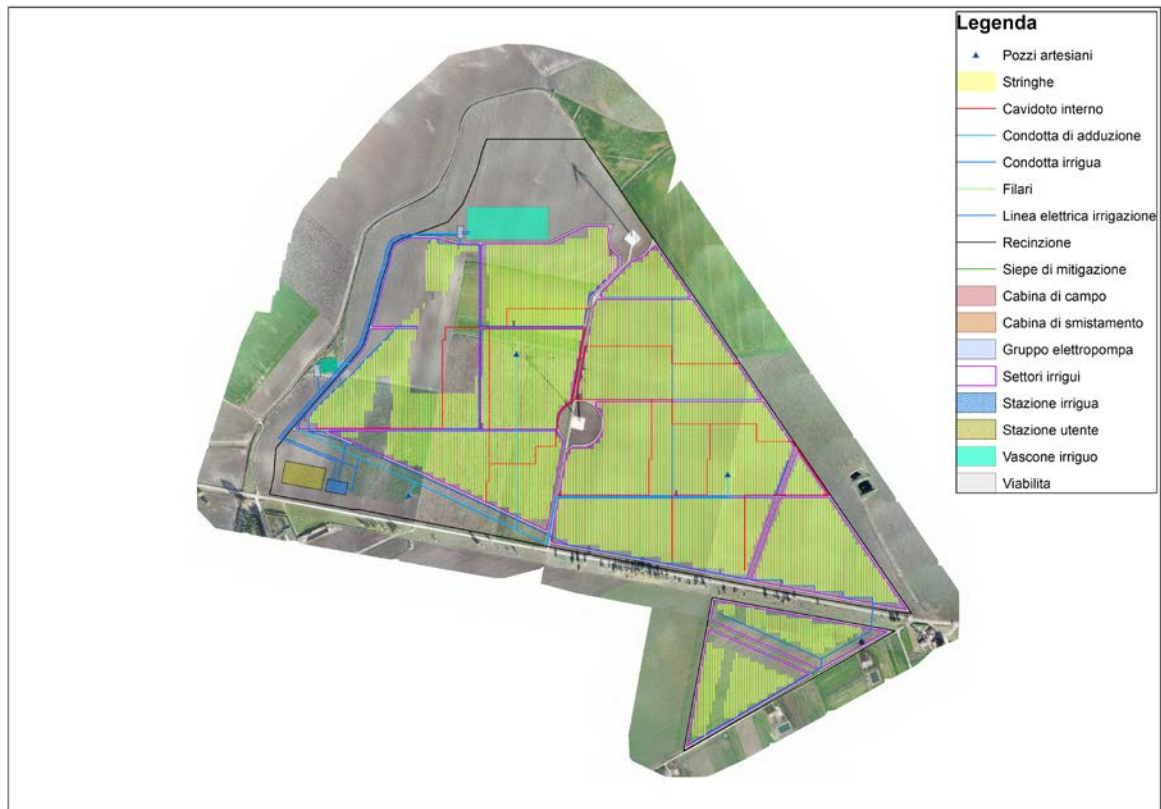 Legenda
Pozzi artesiani
Stringhe
Cavidoto interno
Condotta di adduzione
Condotta irrigua
Filari
Linea elettrica irrigazione
Recinzione
Siepe di mitigazione
Cabina di campo
Cabina di smistamento
Gruppo elettropompa
Settori irrigui
Stazione irrigua
Stazione utente
Vascone irriguo
Viabilita